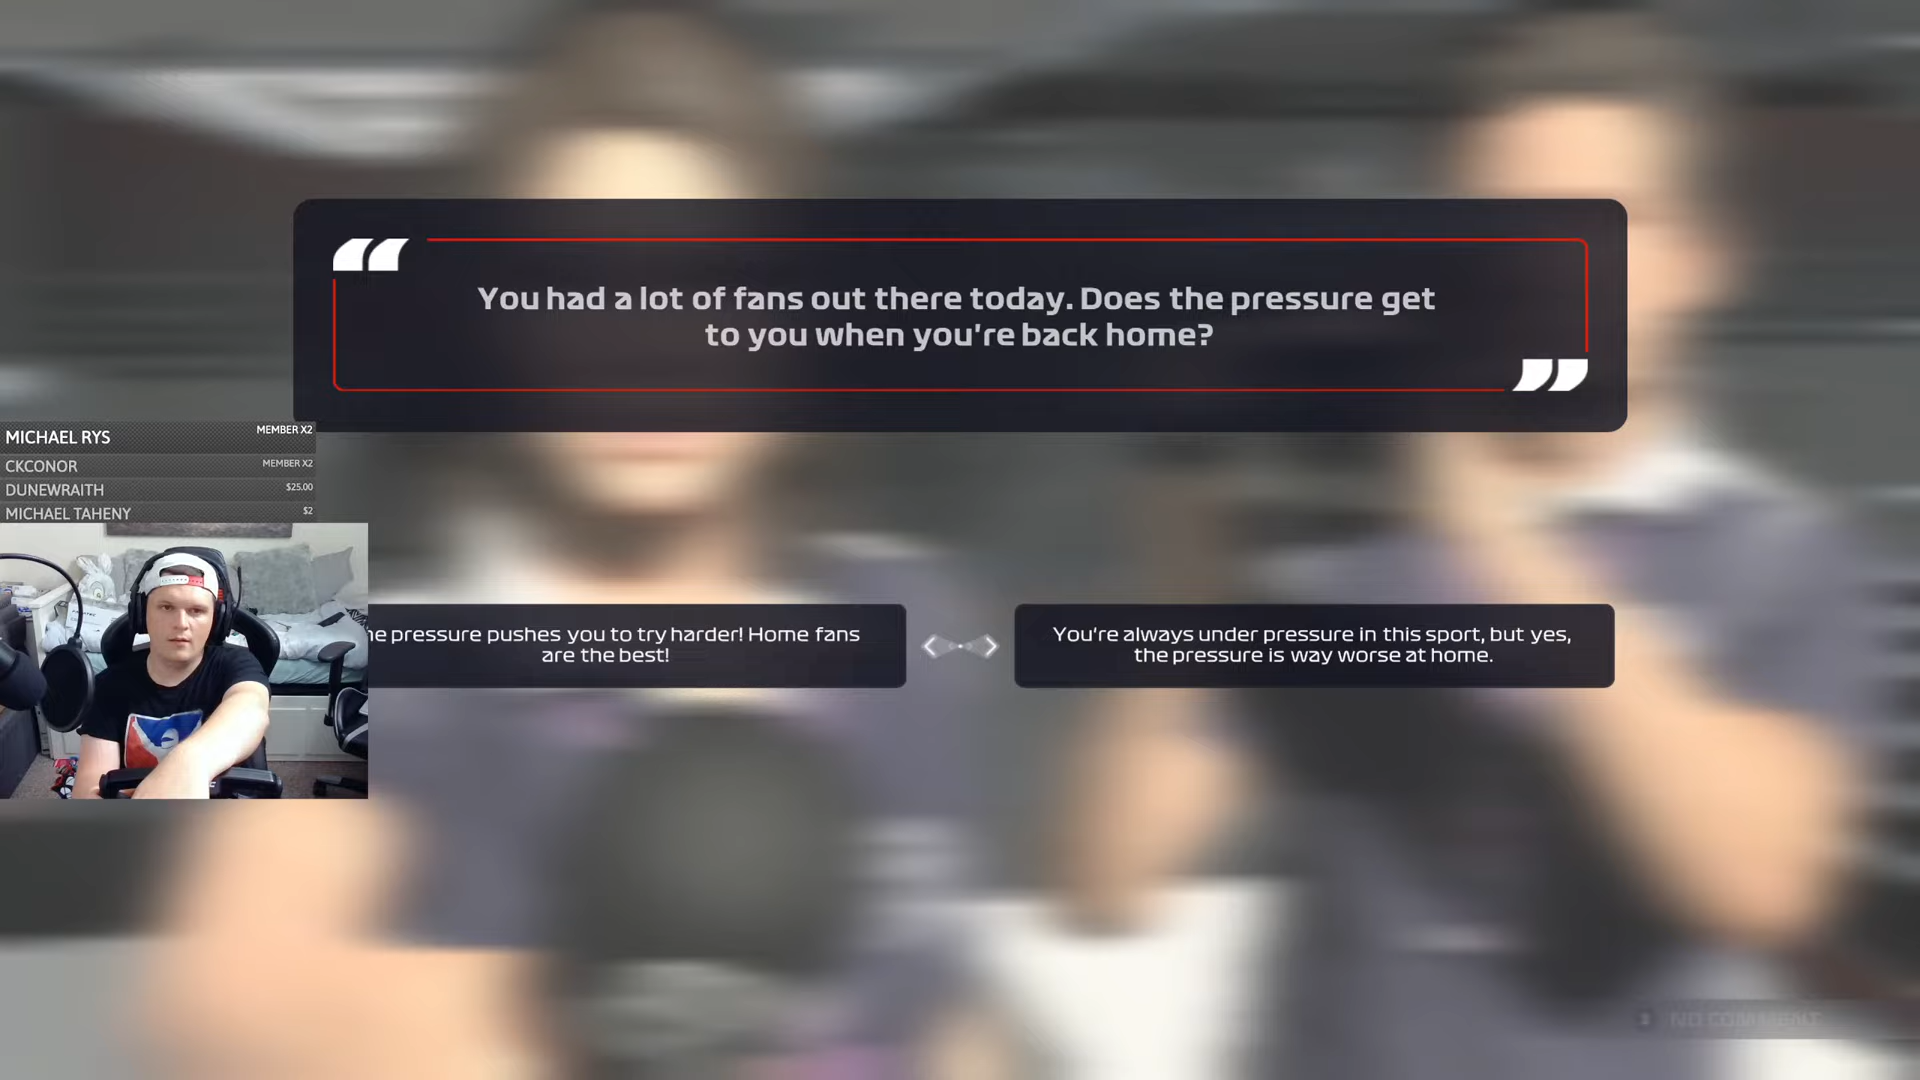 You had a lot of fans out there today. Does the pressure get
to you when you're back home?
MICHAEL RYS MEMBER X2
CKCONOR MEMBER X2
DUNEWRAITH $25.00
MICHAEL TAHENY $2
he pressure pushes you to try harder! Home fans
are the best!
You're always under pressure in this sport, but yes,
the pressure is way worse at home.
NO COMMENT